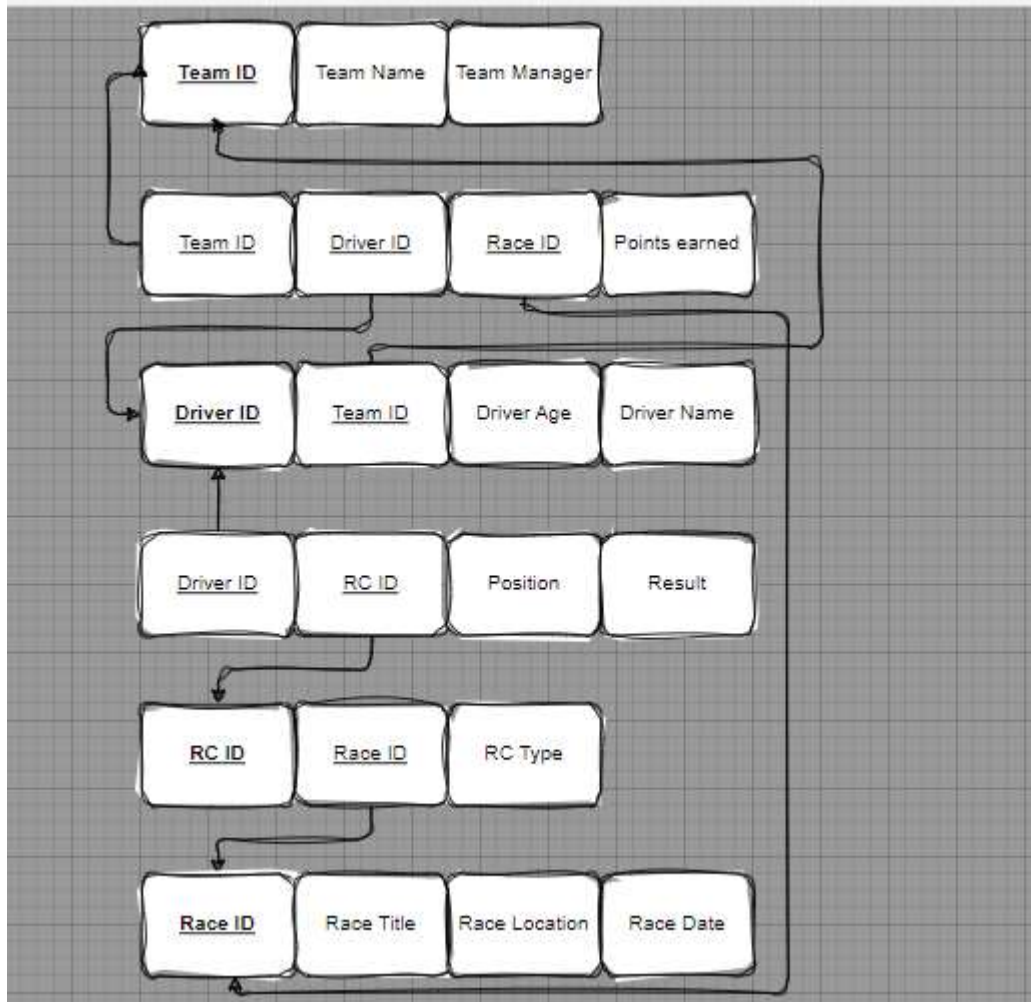 Team ID Team Name Team Manager
Team ID Driver ID Race ID Points earned
Driver ID Team ID Driver Age Driver Name
Driver ID RC ID Position Result
RC ID Race ID RC Type
Race ID Race Title Race Location Race Date